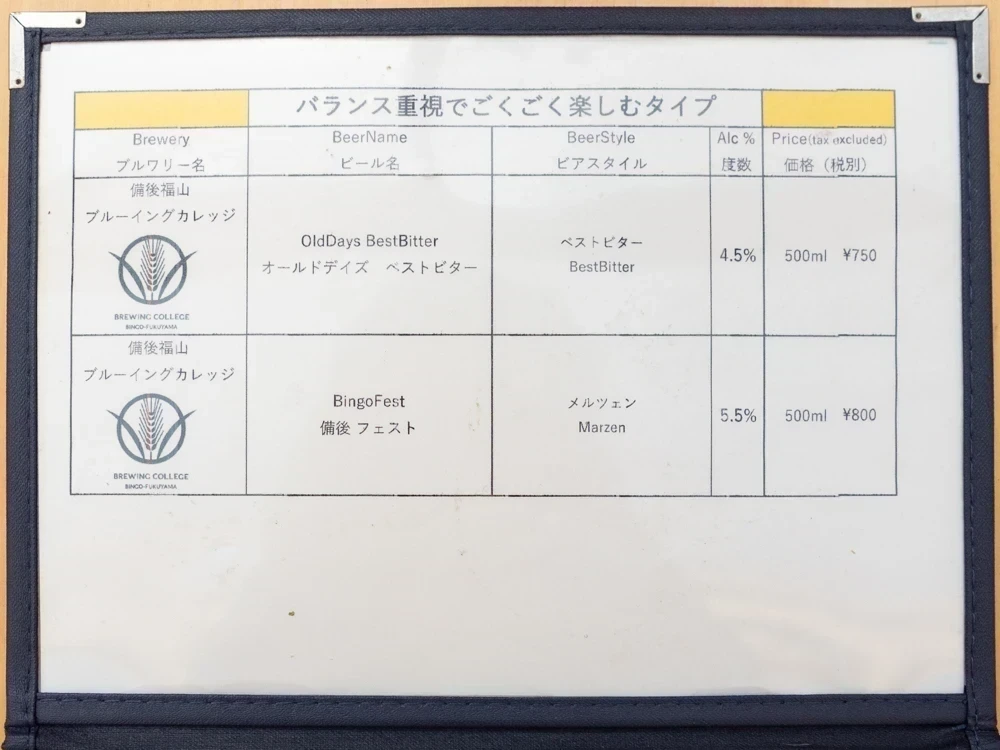 バランス重視でごくごく楽しむタイプ
Brewery BeerName BeerStyle Alc % Price(tax excluded)
ブルワリー名 ビール名 ビアスタイル 度数 価格（税別）
備後福山
ブルーイングカレッジ
BREWING COLLEGE
BINGO-FUKUYAMA
OldDays BestBitter
オールドデイズ ベストビター
ベストビター
BestBitter
4.5%
500ml ¥750
備後福山
ブルーイングカレッジ
BREWING COLLEGE
BINGO-FUKUYAMA
BingoFest
備後 フェスト
メルツェン
Marzen
5.5%
500ml ¥800